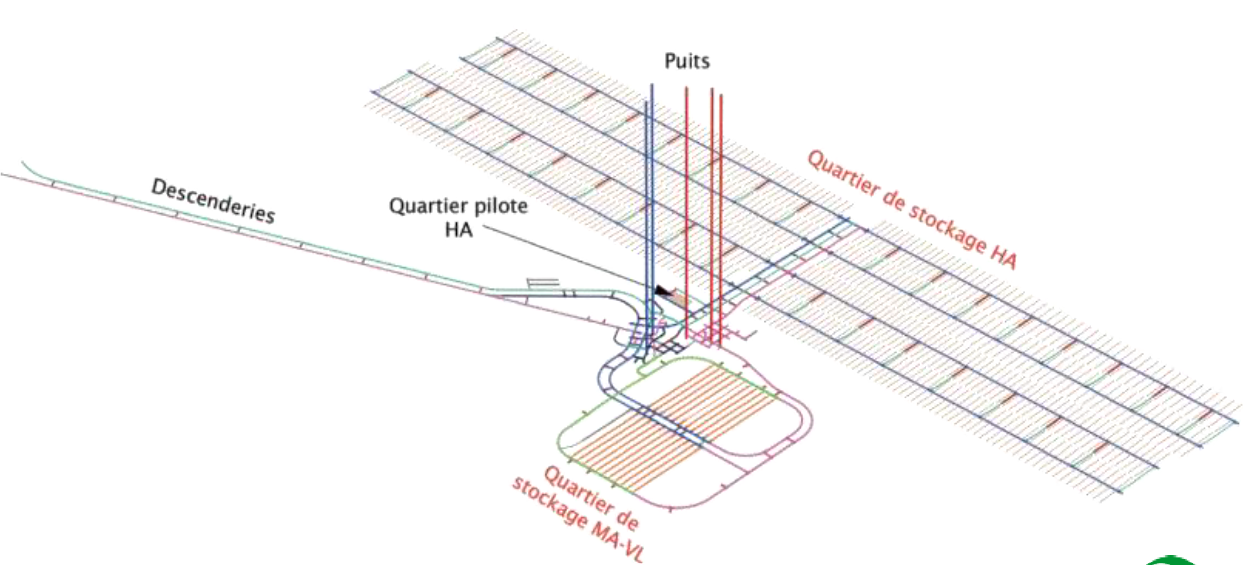 Puits
Quartier de stockage HA
Descenderies
Quartier pilote
HA
Quartier de
stockage MA-VL